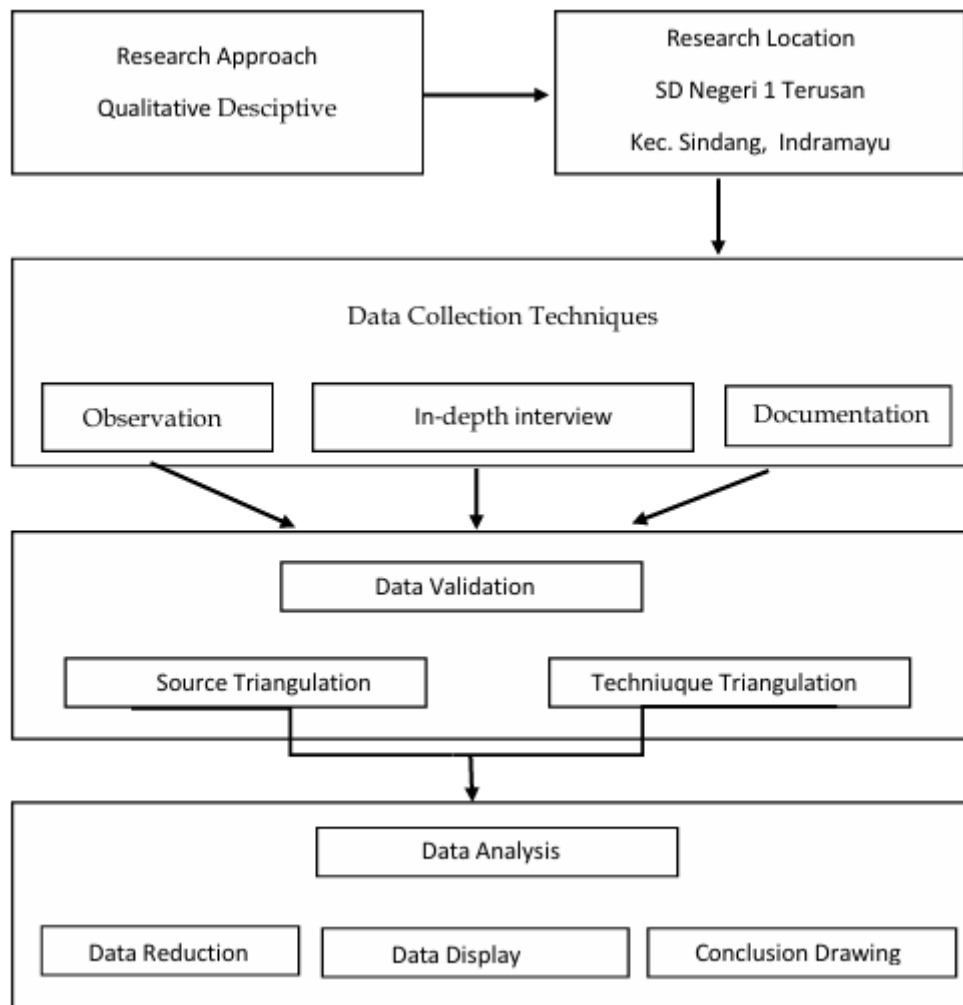 Research Approach
Qualitative Desciptive
Research Location
SD Negeri 1 Terusan
Kec. Sindang, Indramayu
Data Collection Techniques
Observation
In-depth interview
Documentation
Data Validation
Source Triangulation
Techniuque Triangulation
Data Analysis
Data Reduction
Data Display
Conclusion Drawing